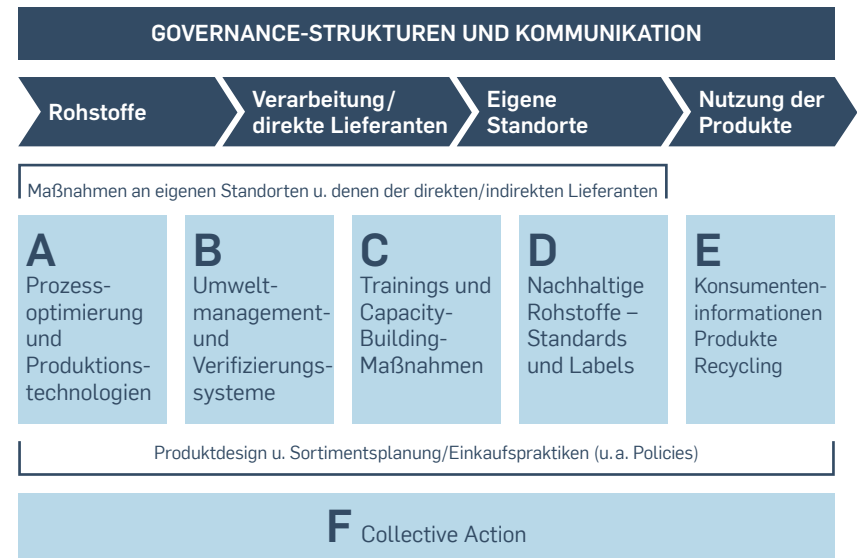 GOVERNANCE-STRUKTUREN UND KOMMUNIKATION
Rohstoffe
Verarbeitung/
direkte Lieferanten
Eigene
Standorte
Nutzung der
Produkte
Maßnahmen an eigenen Standorten u. denen der direkten/indirekten Lieferanten
A
Prozess-
optimierung
und
Produktions-
technologien
B
Umwelt-
management-
und
Verifizierungs-
systeme
C
Trainings und
Capacity-
Building-
Maßnahmen
D
Nachhaltige
Rohstoffe –
Standards
und Labels
E
Konsumenten-
informationen
Produkte
Recycling
Produktdesign u. Sortimentsplanung/Einkaufspraktiken (u. a. Policies)
F Collective Action